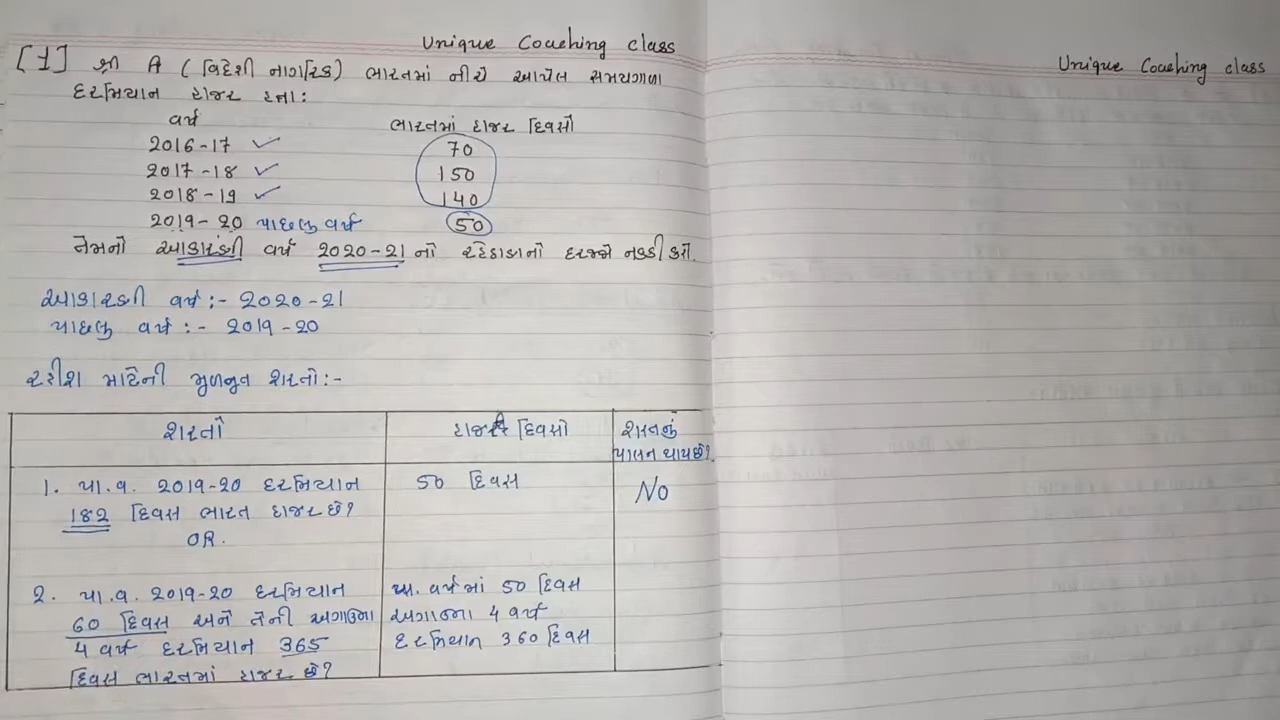 Unique Coaching class
[1] શ્રી A ( વિદેશી નાગરિક) ભારતમાં નીચે આપેલ સમયગાળા
દરમિયાન હાજર હતા:
વર્ષ ભારતમાં હાજર દિવસો
2016-17 ✓ 70
2017-18 ✓ 150
2018-19 ✓ 140
2019-20 પાછલુ વર્ષ 50
તેમનો આકારણી વર્ષ 2020-21 નો રહેઠાણનો દરજ્જો નક્કી કરો.
આકારણી વર્ષ :- 2020-21
પાછલુ વર્ષ :- 2019-20
રહીશ માટેની મુળભુત શરતો:-
શરતો હાજરી દિવસો શરતનું
પાલન થાય છે?
1. પા.વ. 2019-20 દરમિયાન 50 દિવસ No
182 દિવસ ભારત હાજર છે?
OR.
2. પા.વ. 2019-20 દરમિયાન પા. વર્ષમાં 50 દિવસ
60 દિવસ અને તેની અગાઉના અગાઉના 4 વર્ષ
4 વર્ષ દરમિયાન 365 દરમિયાન 360 દિવસ
દિવસ ભારતમાં હાજર છે?
Unique Coaching class